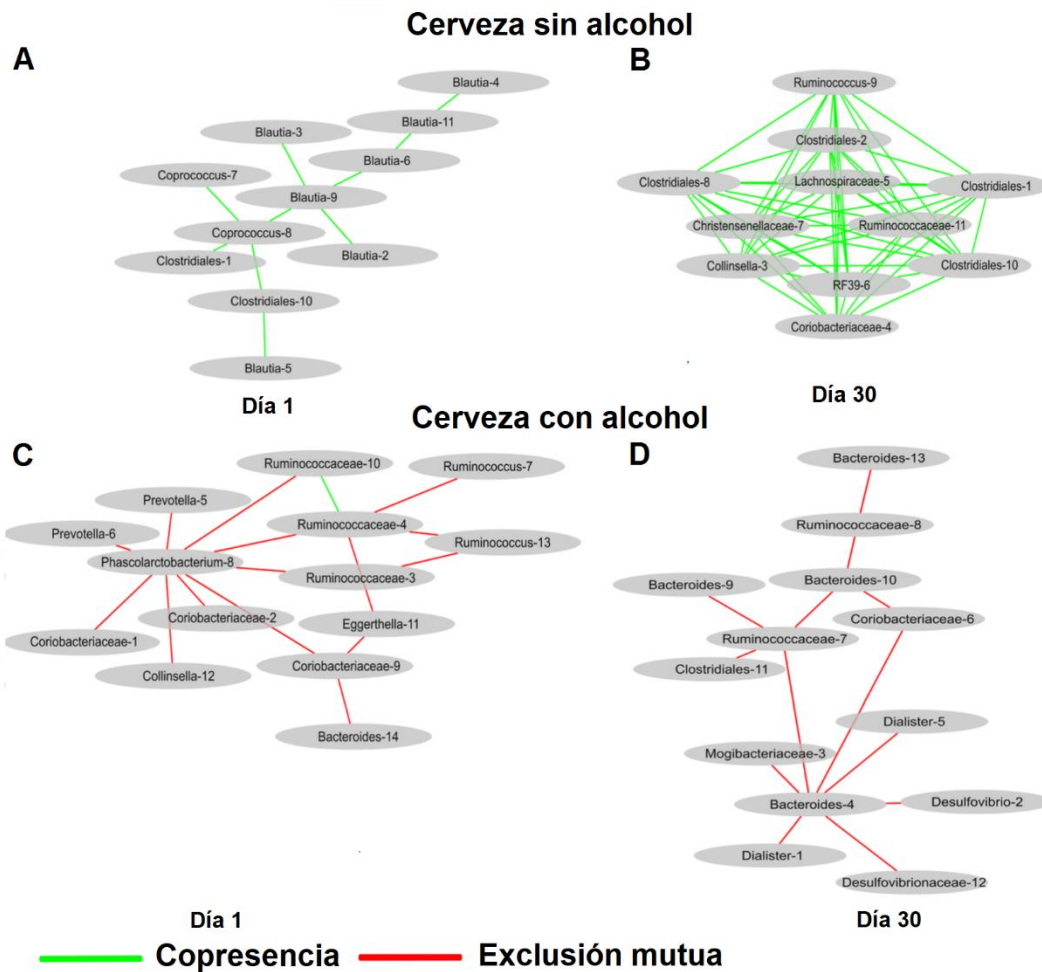 Cerveza sin alcohol
A
Blautia-4
Blautia-11
Blautia-3
Blautia-6
Coprococcus-7
Blautia-9
Coprococcus-8
Clostridiales-1
Blautia-2
Clostridiales-10
Blautia-5
Día 1
B
Ruminococcus-9
Clostridiales-2
Clostridiales-8
Lachnospiraceae-5
Clostridiales-1
Christensenellaceae-7
Ruminococcaceae-11
Collinsella-3
Clostridiales-10
RF39-6
Coriobacteriaceae-4
Día 30
Cerveza con alcohol
C
Ruminococcaceae-10
Ruminococcus-7
Prevotella-5
Ruminococcaceae-4
Prevotella-6
Ruminococcus-13
Phascolarctobacterium-8
Ruminococcaceae-3
Coriobacteriaceae-2
Eggerthella-11
Coriobacteriaceae-1
Coriobacteriaceae-9
Collinsella-12
Bacteroides-14
Día 1
D
Bacteroides-13
Ruminococcaceae-8
Bacteroides-9
Bacteroides-10
Coriobacteriaceae-6
Ruminococcaceae-7
Clostridiales-11
Dialister-5
Mogibacteriaceae-3
Bacteroides-4
Desulfovibrio-2
Dialister-1
Desulfovibrionaceae-12
Día 30
Copresencia
Exclusión mutua